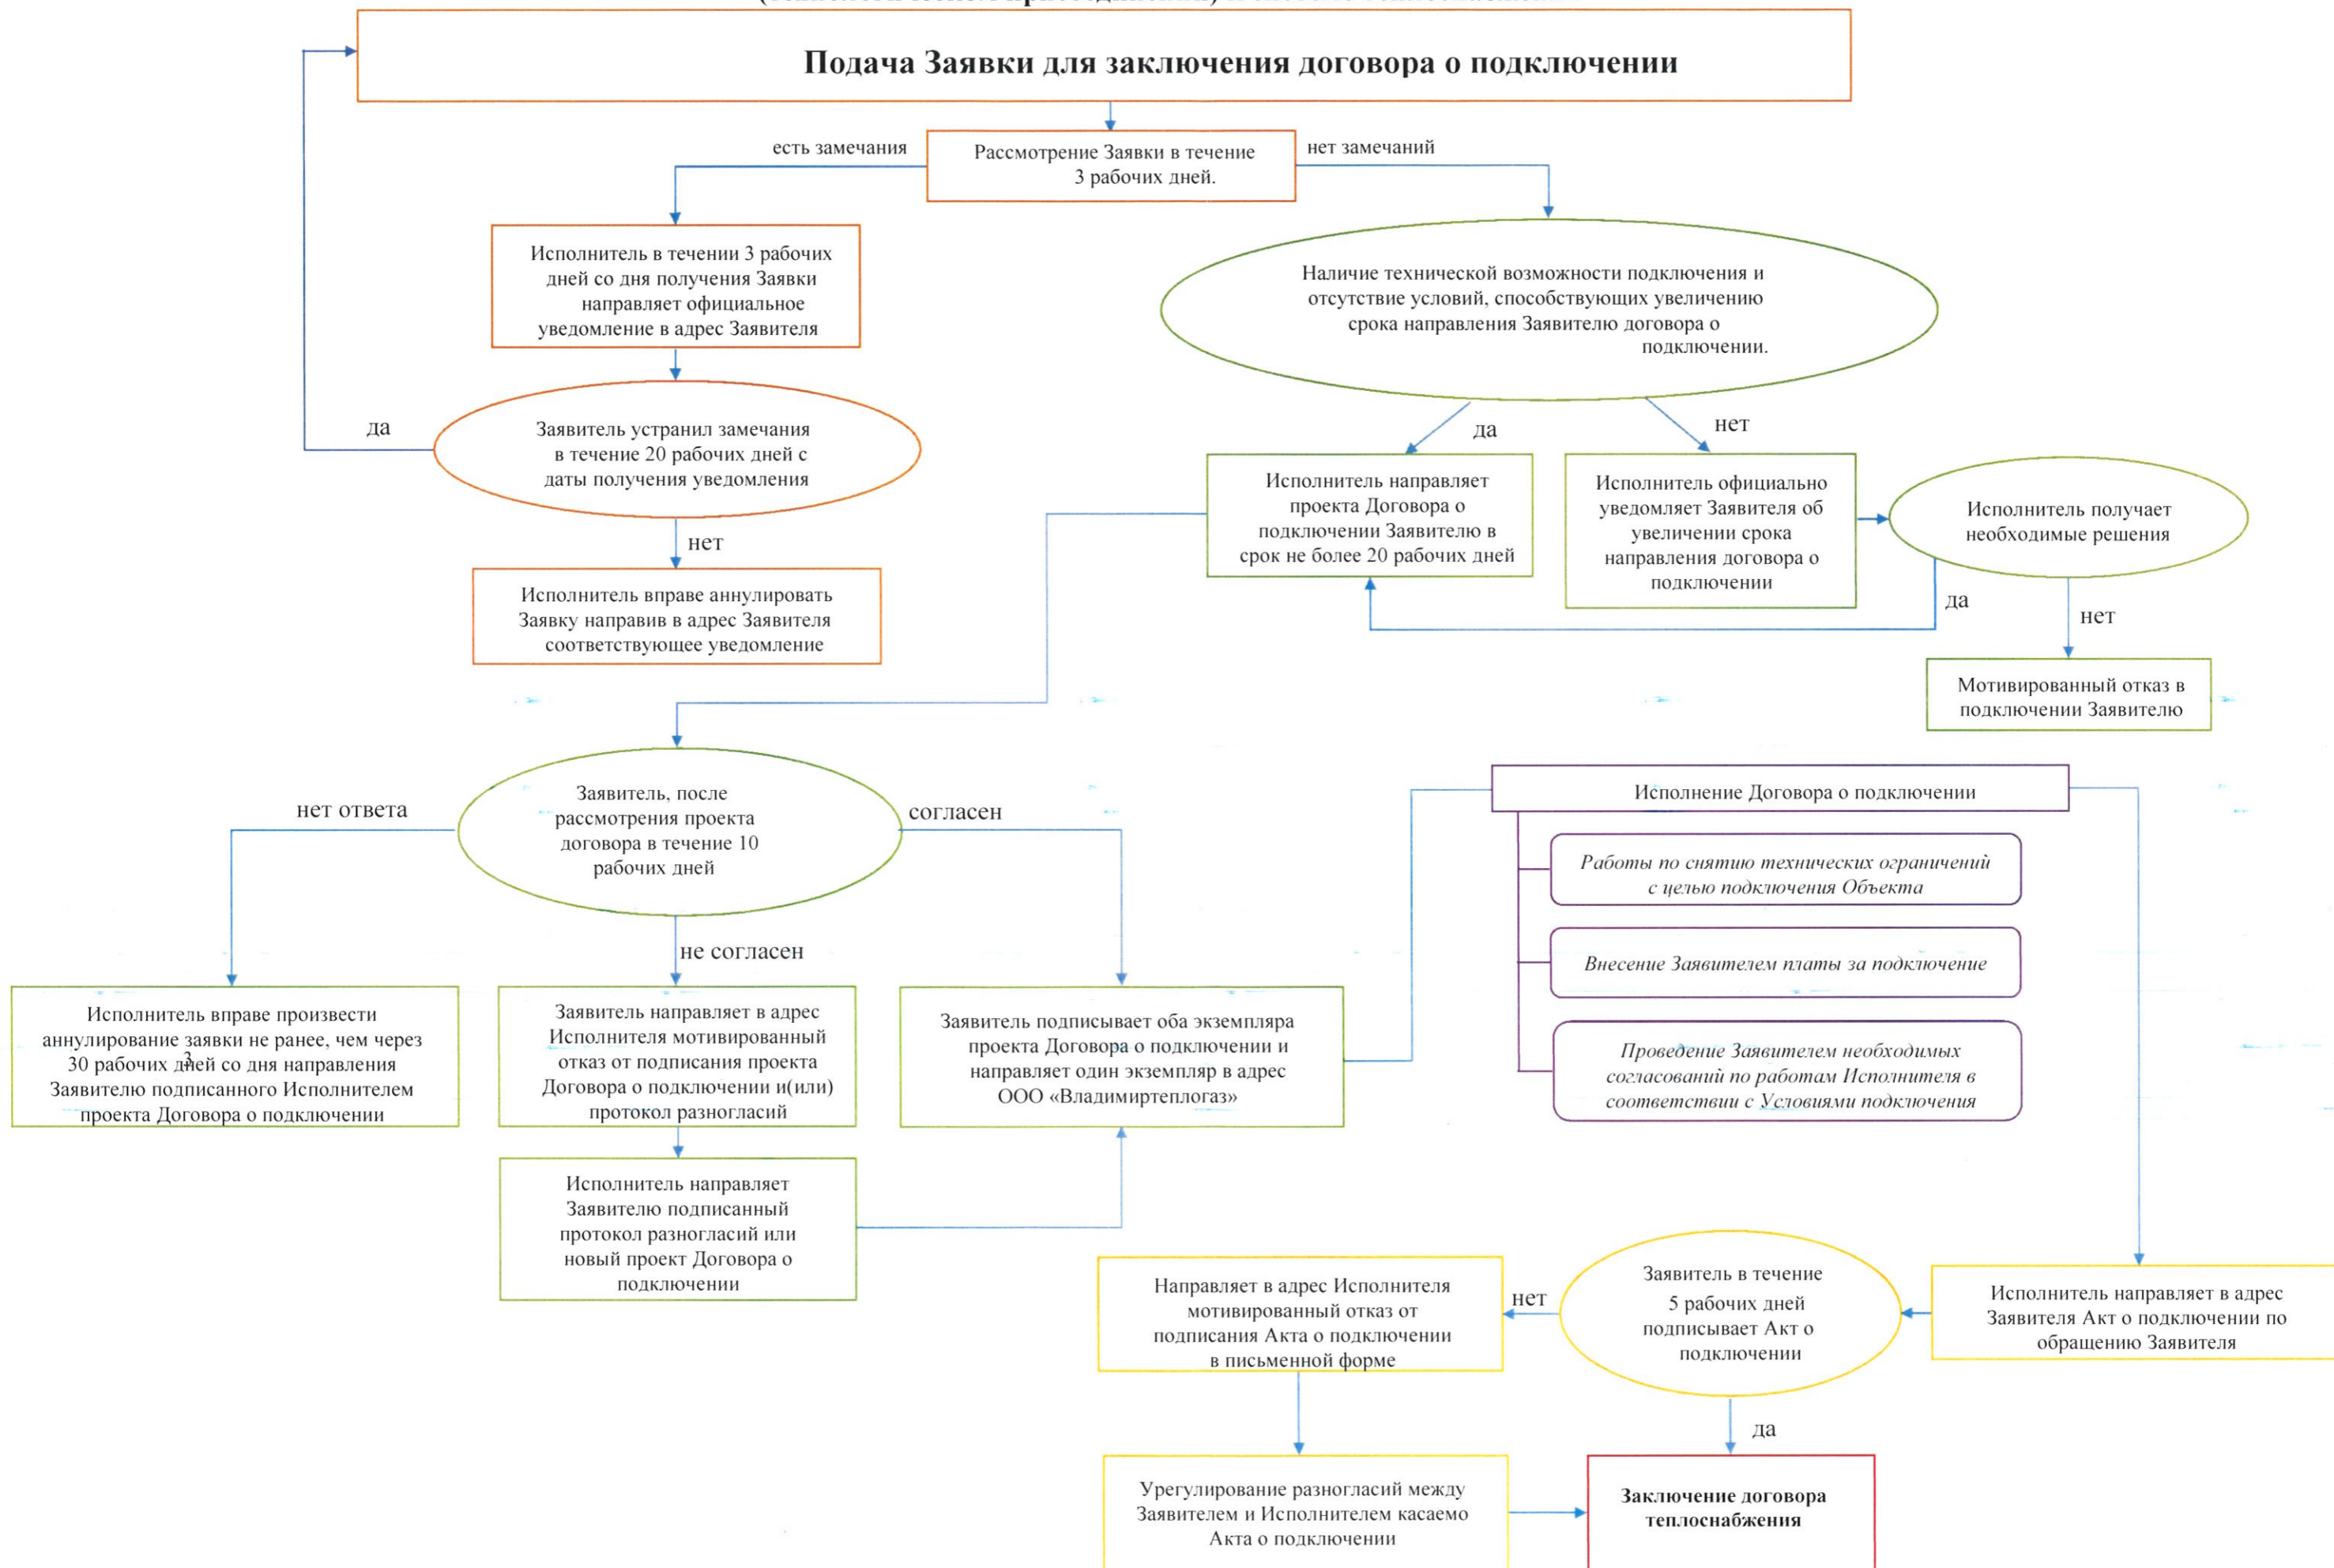 Подача Заявки для заключения договора о подключении
есть замечания
Рассмотрение Заявки в течение
3 рабочих дней.
нет замечаний
Исполнитель в течении 3 рабочих
дней со дня получения Заявки
направляет официальное
уведомление в адрес Заявителя
Наличие технической возможности подключения и
отсутствие условий, способствующих увеличению
срока направления Заявителю договора о
подключении.
да
Заявитель устранил замечания
в течение 20 рабочих дней с
даты получения уведомления
нет
Исполнитель вправе аннулировать
Заявку направив в адрес Заявителя
соответствующее уведомление
да
нет
Исполнитель направляет
проекта Договора о
подключении Заявителю в
срок не более 20 рабочих дней
Исполнитель официально
уведомляет Заявителя об
увеличении срока
направления договора о
подключении
Исполнитель получает
необходимые решения
да
нет
Мотивированный отказ в
подключении Заявителю
нет ответа
Заявитель, после
рассмотрения проекта
договора в течение 10
рабочих дней
согласен
не согласен
Исполнитель вправе произвести
аннулирование заявки не ранее, чем через
30 рабочих дней со дня направления
3
Заявителю подписанного Исполнителем
проекта Договора о подключении
Заявитель направляет в адрес
Исполнителя мотивированный
отказ от подписания проекта
Договора о подключении и(или)
протокол разногласий
Заявитель подписывает оба экземпляра
проекта Договора о подключении и
направляет один экземпляр в адрес
ООО «Владимиртеплогаз»
Исполнитель направляет
Заявителю подписанный
протокол разногласий или
новый проект Договора о
подключении
Исполнение Договора о подключении
Работы по снятию технических ограничений
с целью подключения Объекта
Внесение Заявителем платы за подключение
Проведение Заявителем необходимых
согласований по работам Исполнителя в
соответствии с Условиями подключения
Направляет в адрес Исполнителя
мотивированный отказ от
подписания Акта о подключении
в письменной форме
нет
Заявитель в течение
5 рабочих дней
подписывает Акт о
подключении
Исполнитель направляет в адрес
Заявителя Акт о подключении по
обращению Заявителя
да
Урегулирование разногласий между
Заявителем и Исполнителем касаемо
Акта о подключении
Заключение договора
теплоснабжения